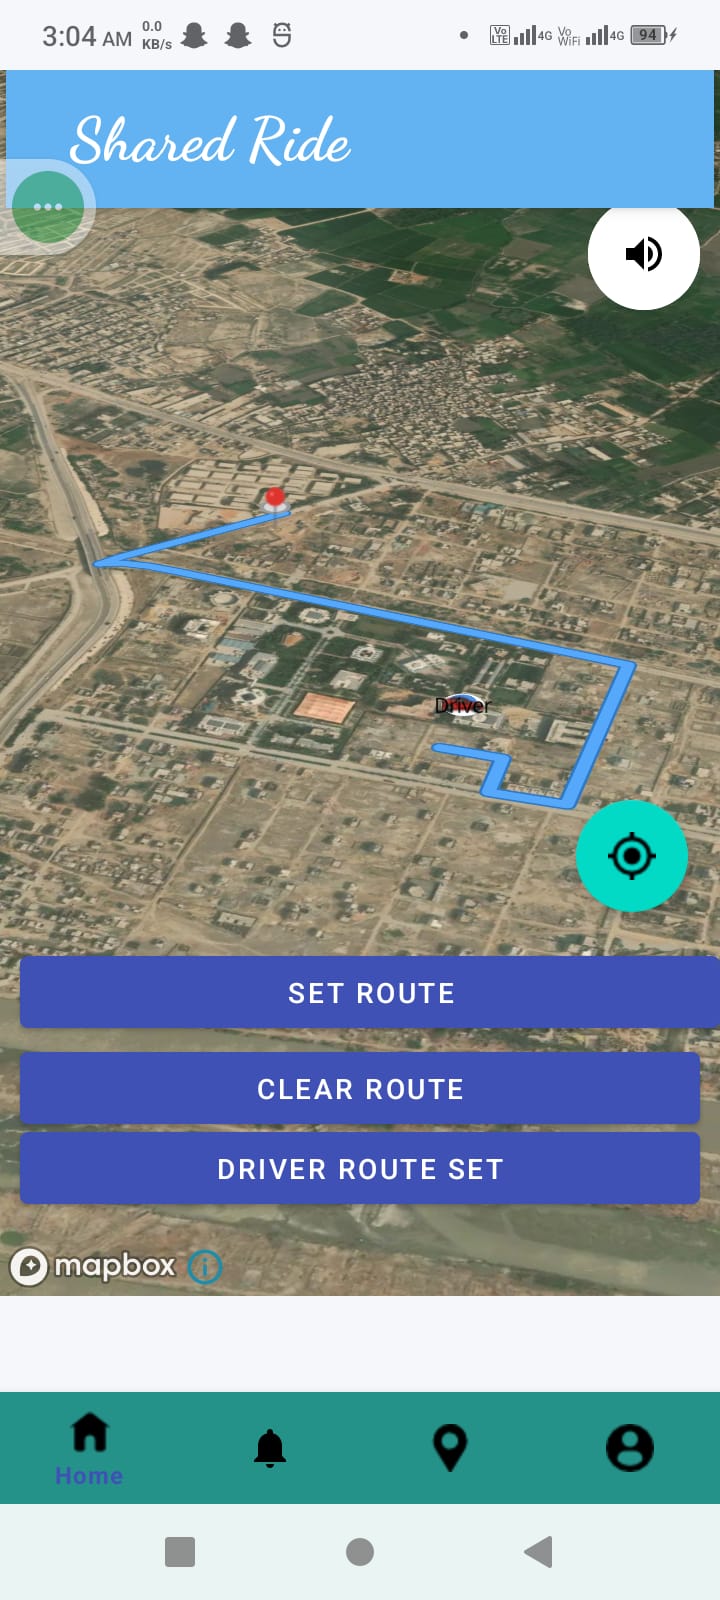 3:04 AM
0.0
KB/s
Vo
LTE
4G
Vo
WiFi
4G
94
Shared Ride
Driver
SET ROUTE
CLEAR ROUTE
DRIVER ROUTE SET
mapbox
Home